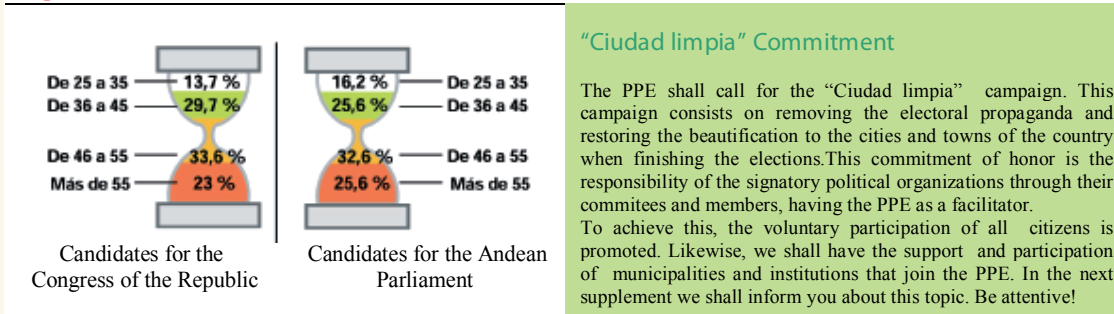 De 25 a 35
13,7 %
De 36 a 45
29,7 %
De 46 a 55
33,6 %
Más de 55
23 %
Candidates for the
Congress of the Republic
16,2 %
De 25 a 35
25,6 %
De 36 a 45
32,6 %
De 46 a 55
25,6 %
Más de 55
Candidates for the Andean
Parliament
“Ciudad limpia” Commitment
The PPE shall call for the “Ciudad limpia” campaign. This
campaign consists on removing the electoral propaganda and
restoring the beautification to the cities and towns of the country
when finishing the elections.This commitment of honor is the
responsibility of the signatory political organizations through their
commitees and members, having the PPE as a facilitator.
To achieve this, the voluntary participation of all citizens is
promoted. Likewise, we shall have the support and participation
of municipalities and institutions that join the PPE. In the next
supplement we shall inform you about this topic. Be attentive!